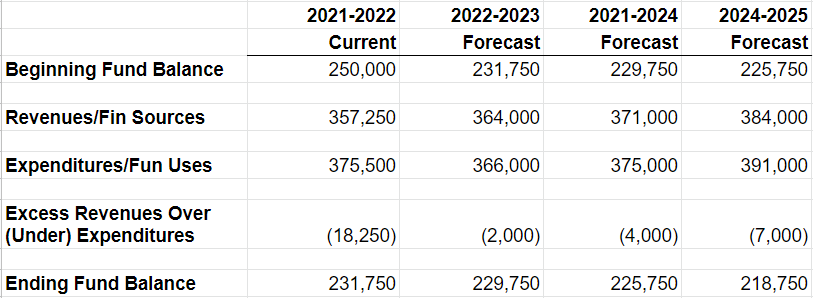 2021-2022 2022-2023 2021-2024 2024-2025
Current Forecast Forecast Forecast
Beginning Fund Balance 250,000 231,750 229,750 225,750
Revenues/Fin Sources 357,250 364,000 371,000 384,000
Expenditures/Fun Uses 375,500 366,000 375,000 391,000
Excess Revenues Over
(Under) Expenditures (18,250) (2,000) (4,000) (7,000)
Ending Fund Balance 231,750 229,750 225,750 218,750